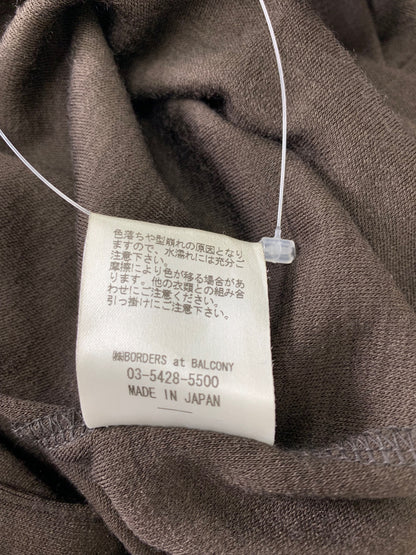 色落ちや型崩れの原因となり
ますので、水濡れには充分ご
注意下さい。
摩擦により色が移る場合があ
ります。他の衣類との組み合
わせにご注意ください。
引っ掛けにご注意下さい。
㈱BORDERS at BALCONY
03-5428-5500
MADE IN JAPAN